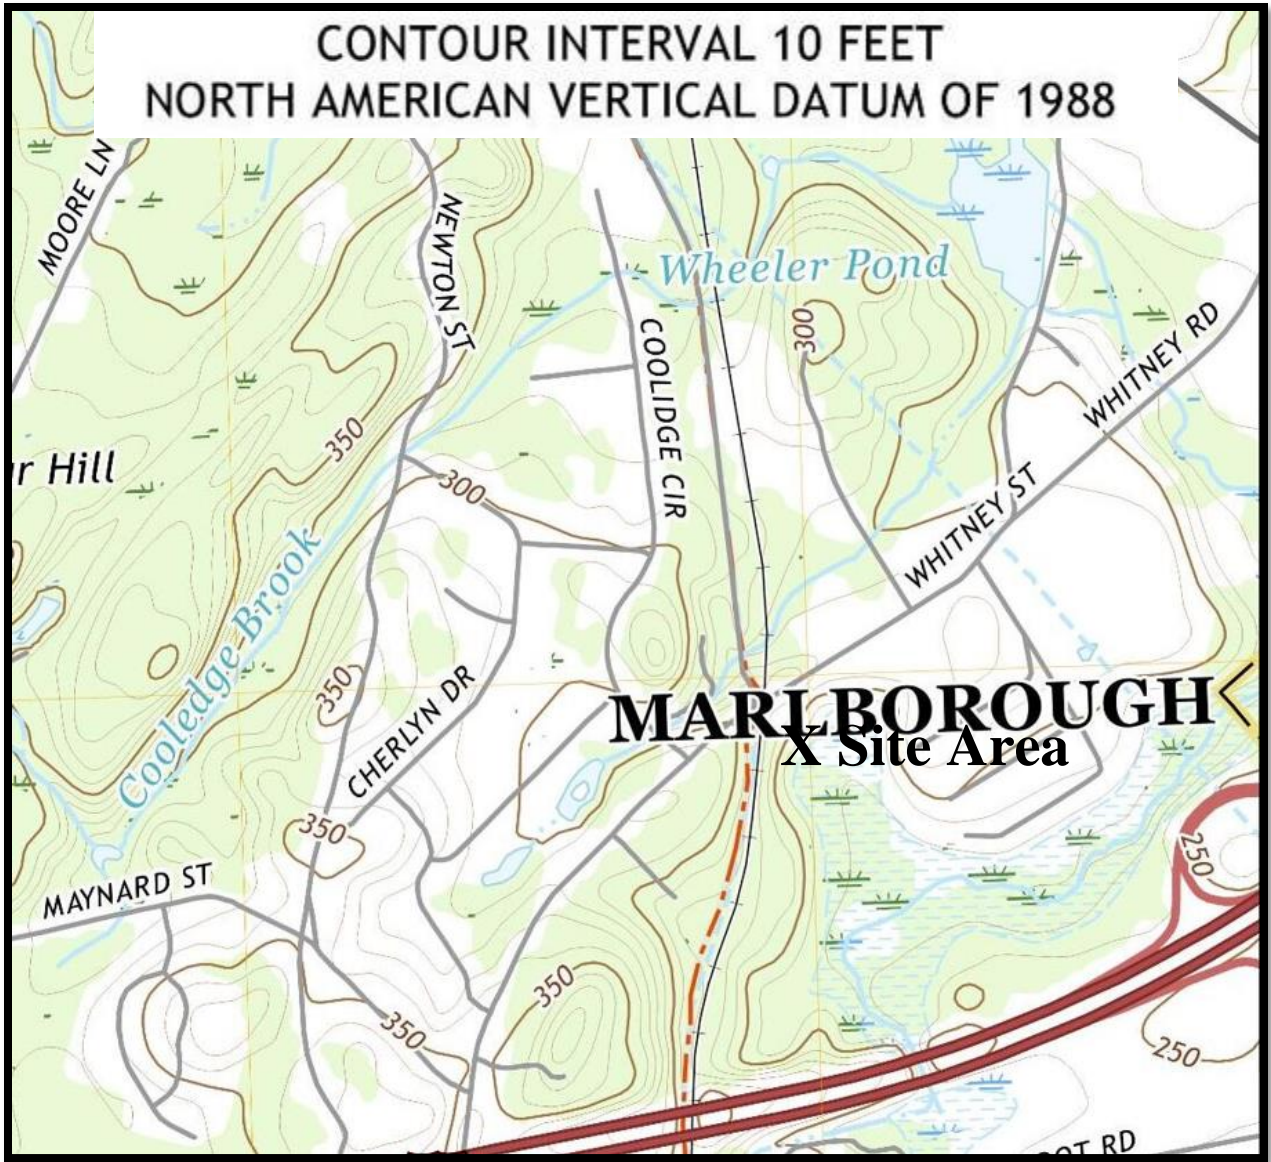 CONTOUR INTERVAL 10 FEET
NORTH AMERICAN VERTICAL DATUM OF 1988
MOORE LN
NEWTON ST
Wheeler Pond
300
COOLIDGE CIR
WHITNEY RD
350
r Hill
300
WHITNEY ST
Cooledge Brook
350
CHERLYN DR
MARLBOROUGH
X Site Area
350
250
MAYNARD ST
350
350
250
OT RD